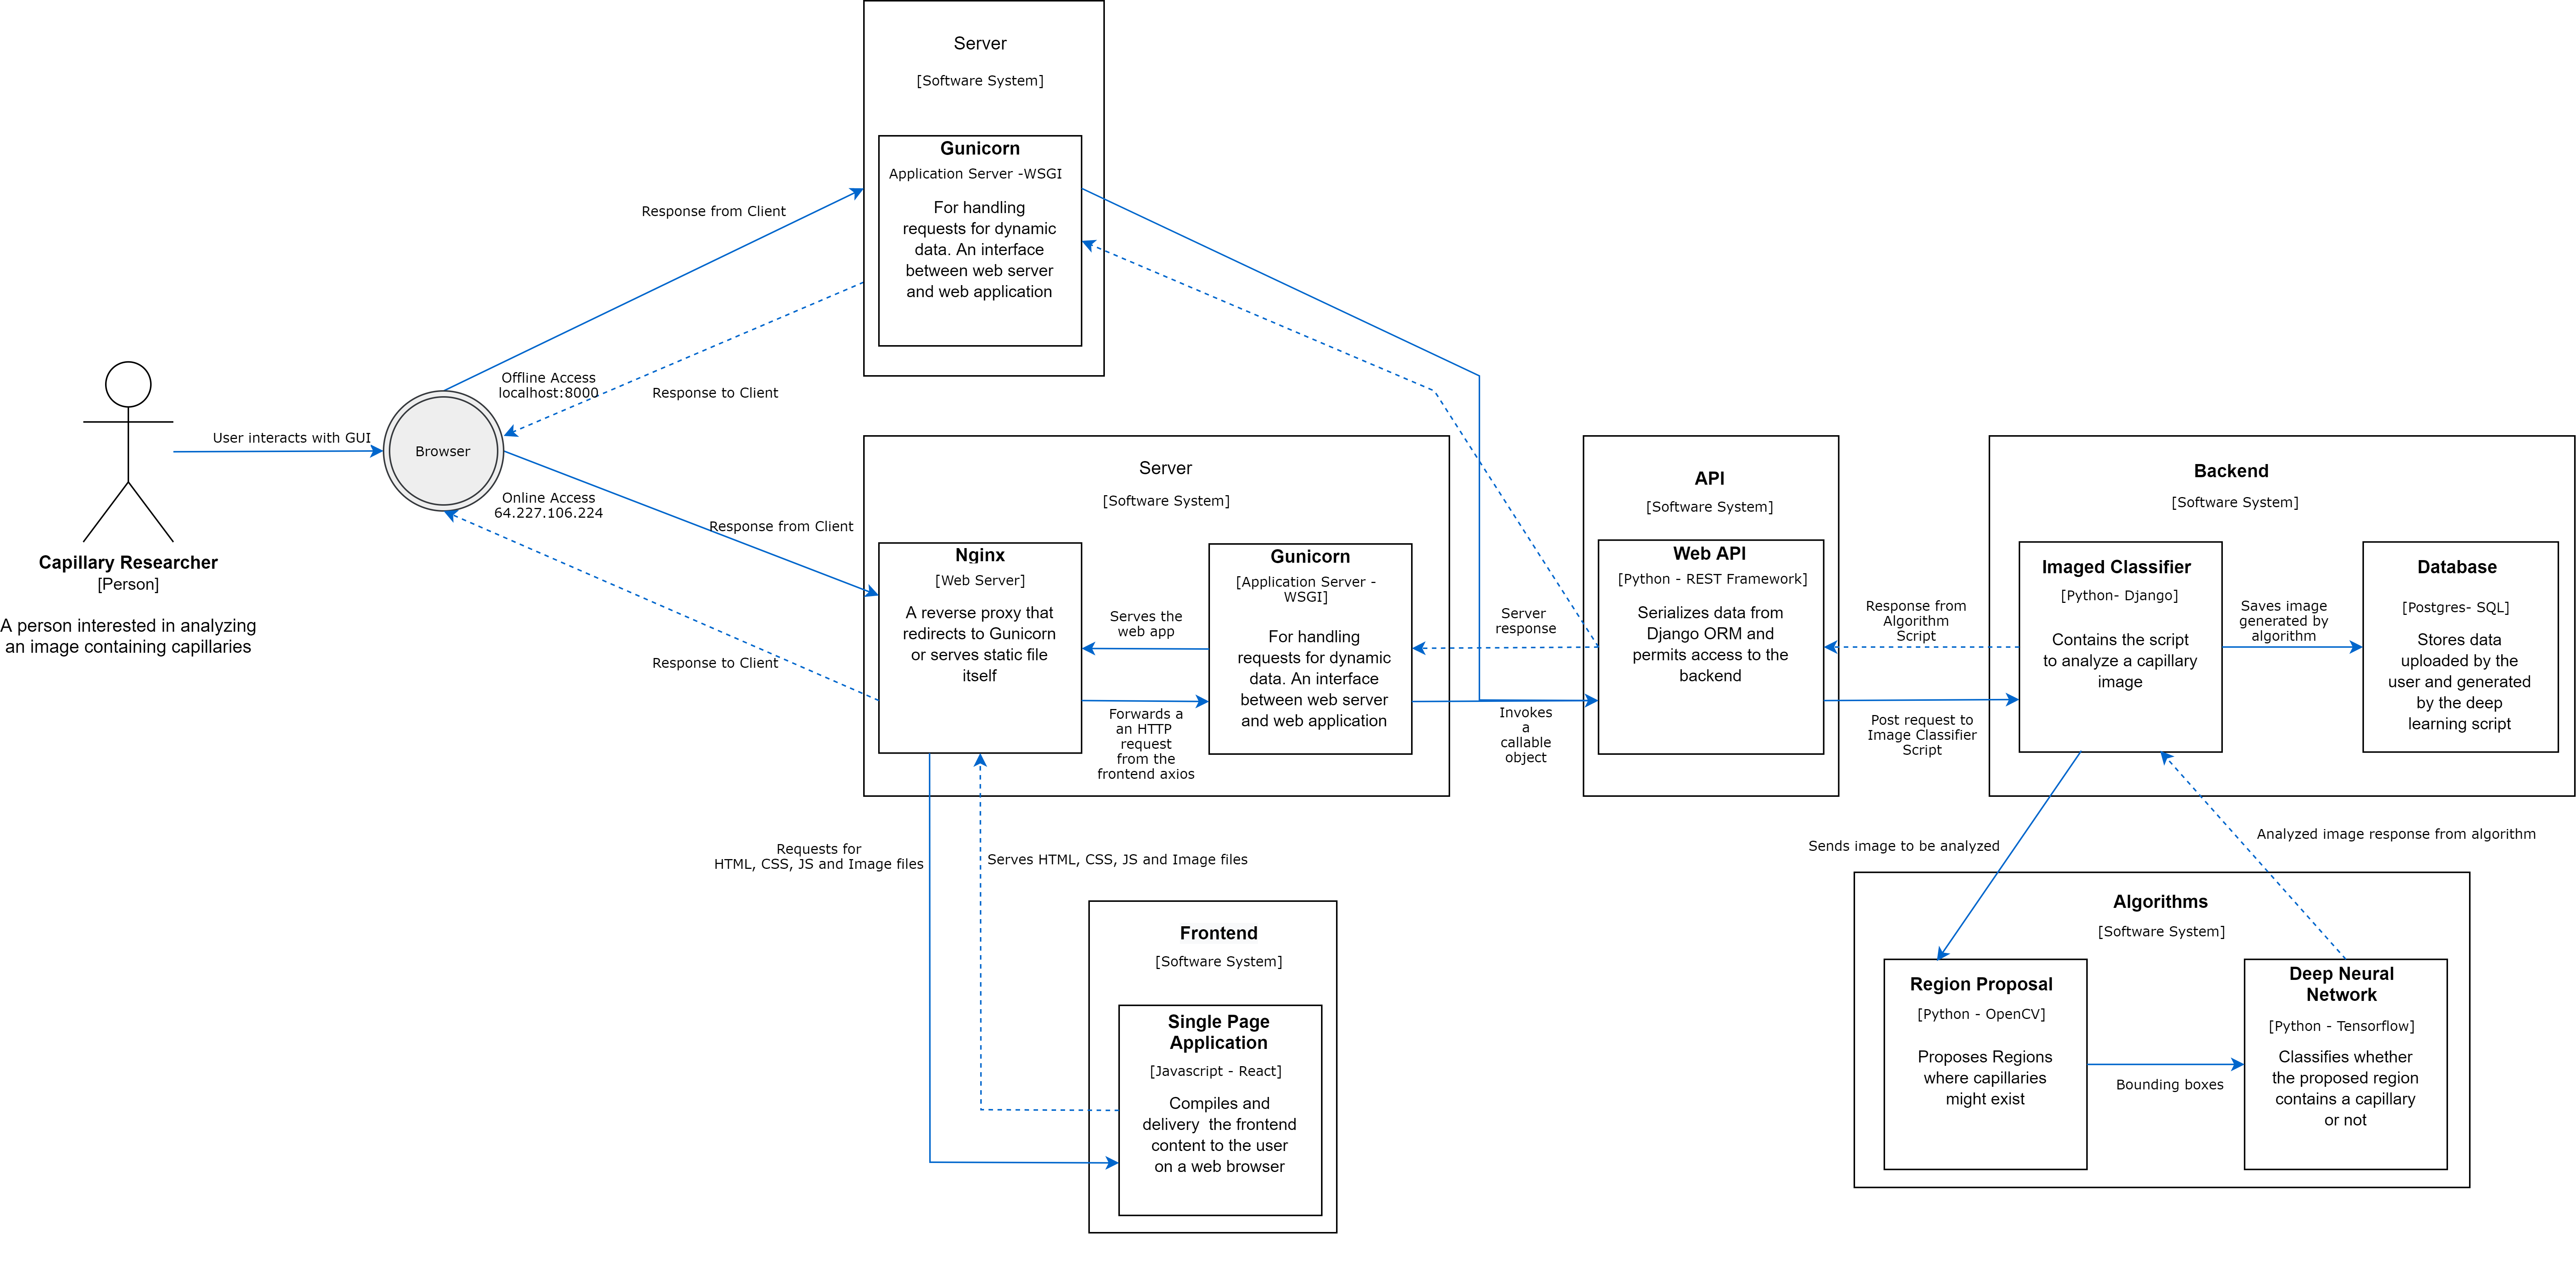 Server
[Software System]
Gunicorn
Application Server -WSGI
For handling
requests for dynamic
data. An interface
between web server
and web application
Response from Client
Offline Access
localhost:8000
Response to Client
User interacts with GUI
Browser
Online Access
64.227.106.224
Response from Client
Response to Client
Capillary Researcher
[Person]
A person interested in analyzing
an image containing capillaries
Server
[Software System]
Nginx
[Web Server]
A reverse proxy that
redirects to Gunicorn
or serves static file
itself
Serves the
web app
Forwards a
an HTTP
request
from the
frontend axios
Gunicorn
[Application Server -
WSGI]
For handling
requests for dynamic
data. An interface
between web server
and web application
Server
response
Invokes
a
callable
object
API
[Software System]
Web API
[Python - REST Framework]
Serializes data from
Django ORM and
permits access to the
backend
Response from
Algorithm
Script
Post request to
Image Classifier
Script
Backend
[Software System]
Imaged Classifier
[Python- Django]
Contains the script
to analyze a capillary
image
Saves image
generated by
algorithm
Database
[Postgres- SQL]
Stores data
uploaded by the
user and generated
by the deep
learning script
Requests for
HTML, CSS, JS and Image files
Serves HTML, CSS, JS and Image files
Frontend
[Software System]
Single Page
Application
[Javascript - React]
Compiles and
delivery  the frontend
content to the user
on a web browser
Sends image to be analyzed
Analyzed image response from algorithm
Algorithms
[Software System]
Region Proposal
[Python - OpenCV]
Proposes Regions
where capillaries
might exist
Bounding boxes
Deep Neural
Network
[Python - Tensorflow]
Classifies whether
the proposed region
contains a capillary
or not